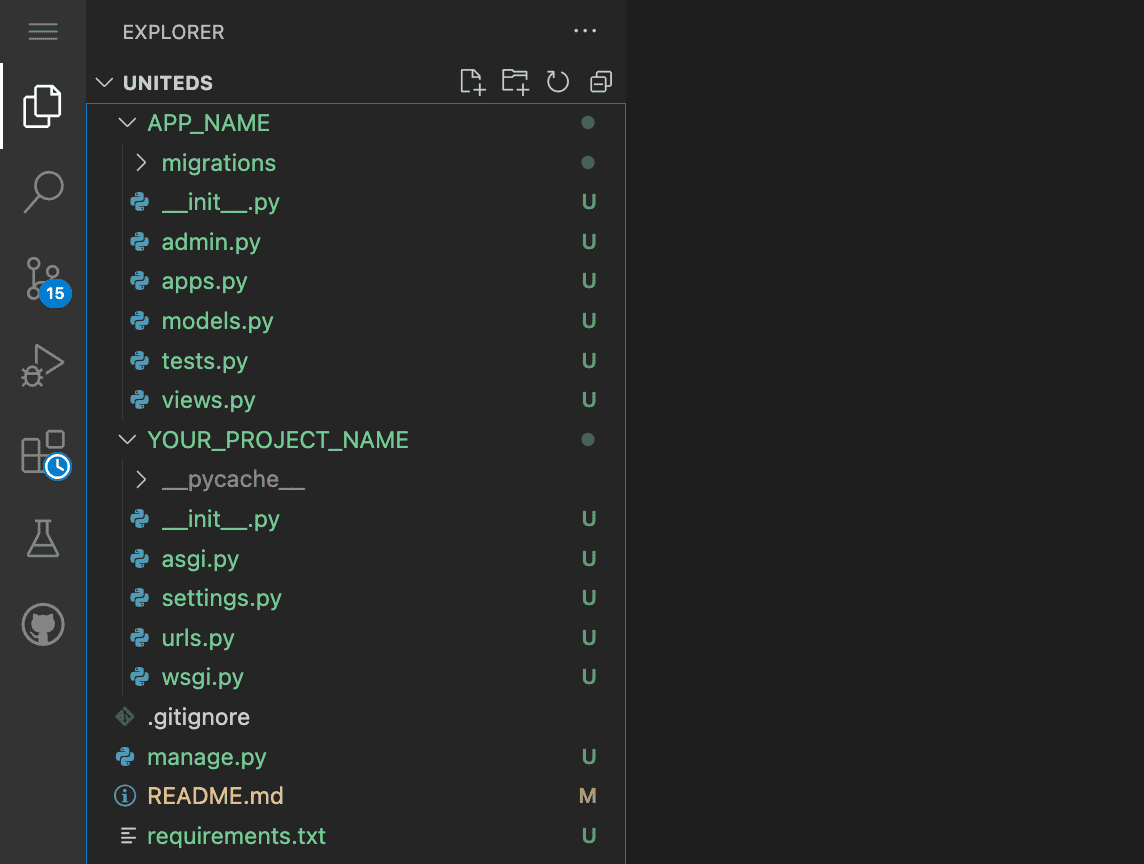 EXPLORER
UNITEDS
APP_NAME
migrations
__init__.py U
admin.py U
apps.py U
models.py U
tests.py U
views.py U
YOUR_PROJECT_NAME
__pycache__
__init__.py U
asgi.py U
settings.py U
urls.py U
wsgi.py U
.gitignore
manage.py U
README.md M
requirements.txt U
15